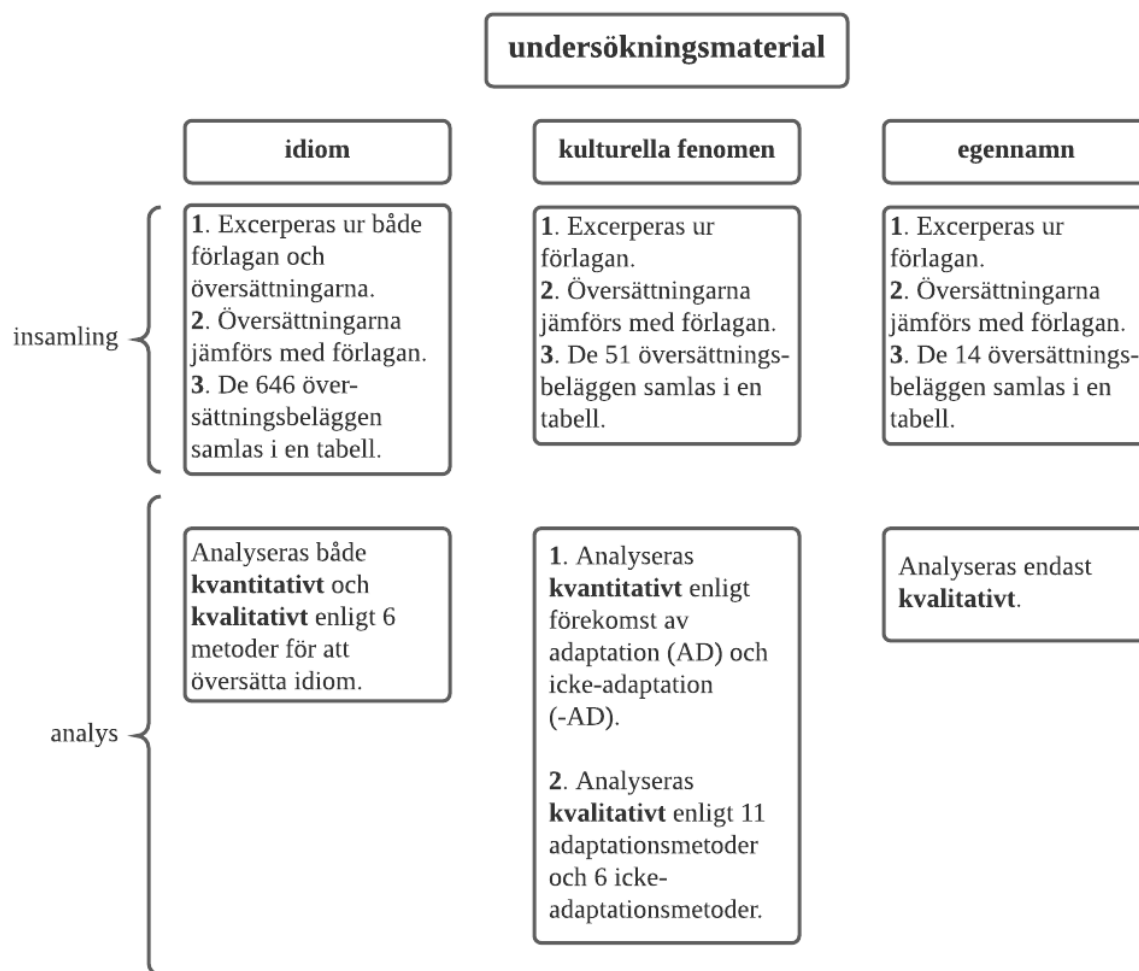 undersökningsmaterial
idiom
kulturella fenomen
egennamn
insamling
1. Excerperas ur både
förlagan och
översättningarna.
2. Översättningarna
jämförs med förlagan.
3. De 646 över-
sättningsbeläggen
samlas i en tabell.
1. Excerperas ur
förlagan.
2. Översättningarna
jämförs med förlagan.
3. De 51 översättnings-
beläggen samlas i en
tabell.
1. Excerperas ur
förlagan.
2. Översättningarna
jämförs med förlagan.
3. De 14 översättnings-
beläggen samlas i en
tabell.
analys
Analyseras både
kvantitativt och
kvalitativt enligt 6
metoder för att
översätta idiom.
1. Analyseras
kvantitativt enligt
förekomst av
adaptation (AD) och
icke-adaptation
(-AD).
2. Analyseras
kvalitativt enligt 11
adaptationsmetoder
och 6 icke-
adaptationsmetoder.
Analyseras endast
kvalitativt.